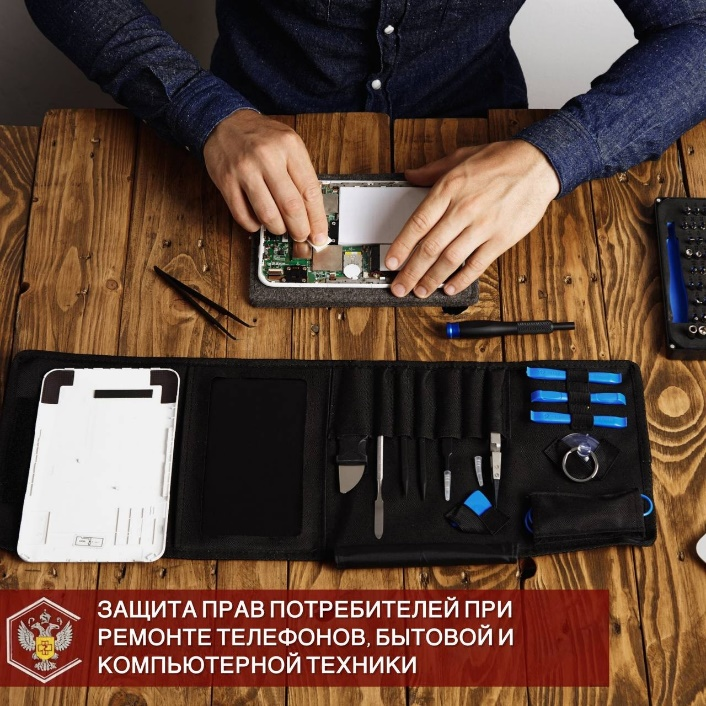 ЗАЩИТА ПРАВ ПОТРЕБИТЕЛЕЙ ПРИ
РЕМОНТЕ ТЕЛЕФОНОВ, БЫТОВОЙ И
КОМПЬЮТЕРНОЙ ТЕХНИКИ